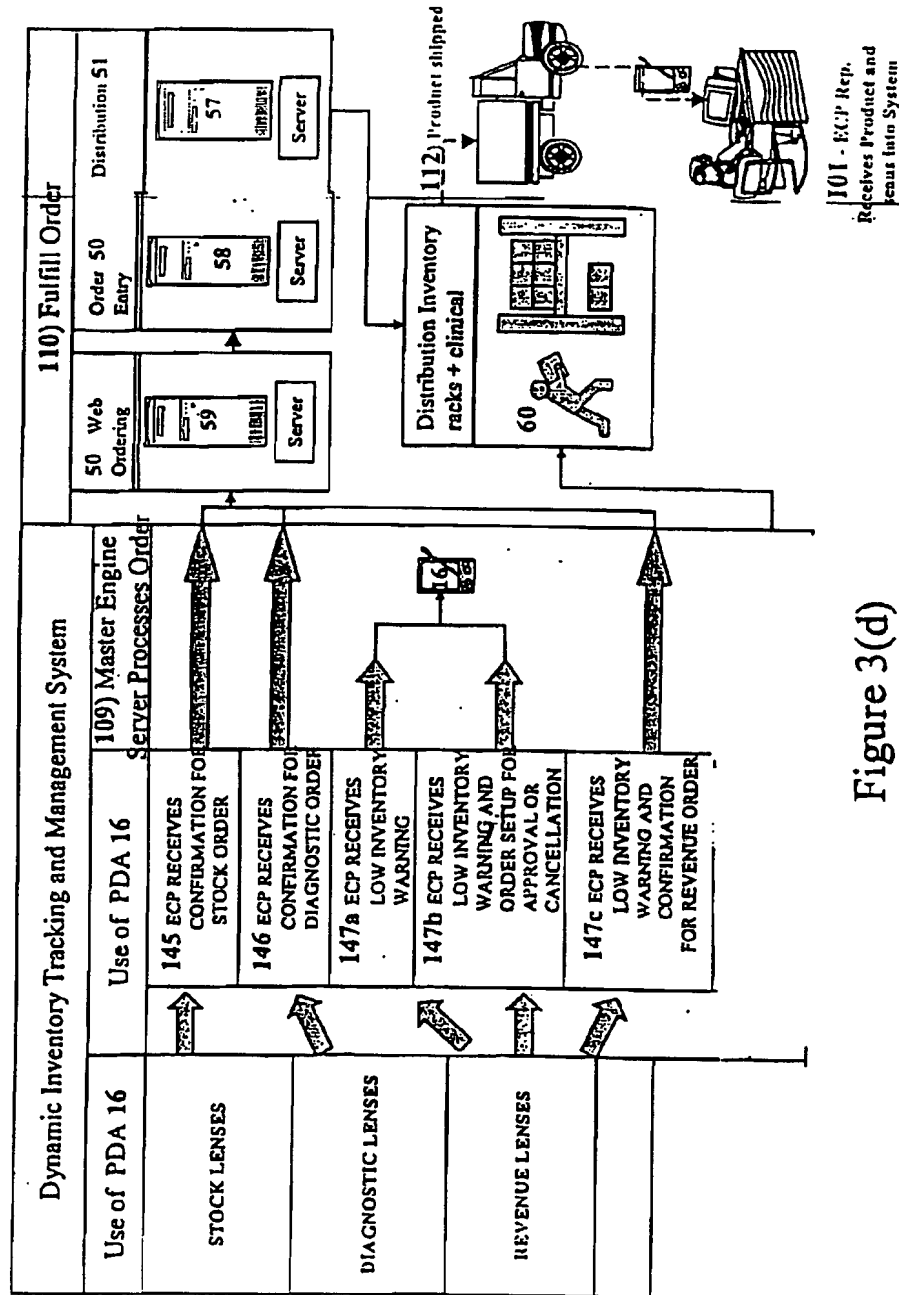 Dynamic Inventory Tracking and Management System
110) Fulfill Order
Use of PDA 16
Use of PDA 16
109) Master Engine
Server Processes Order
50 Web
Ordering
Order 50
Entry
Distribution 51
59
Server
58
Server
57
Server
STOCK LENSES
DIAGNOSTIC LENSES
REVENUE LENSES
145 ECP RECEIVES
CONFIRMATION FOR
STOCK ORDER
146 ECP RECEIVES
CONFIRMATION FOR
DIAGNOSTIC ORDER
147a ECP RECEIVES
LOW INVENTORY
WARNING
147b ECP RECEIVES
LOW INVENTORY
WARNING AND
ORDER SETUP FOR
APPROVAL OR
CANCELLATION
147c ECP RECEIVES
LOW INVENTORY
WARNING AND
CONFIRMATION
FOR REVENUE ORDER
16
Distribution Inventory
racks + clinical
60
112) Product shipped
101 - ECP Rep.
Receives Product and
scans into System
Figure 3(d)